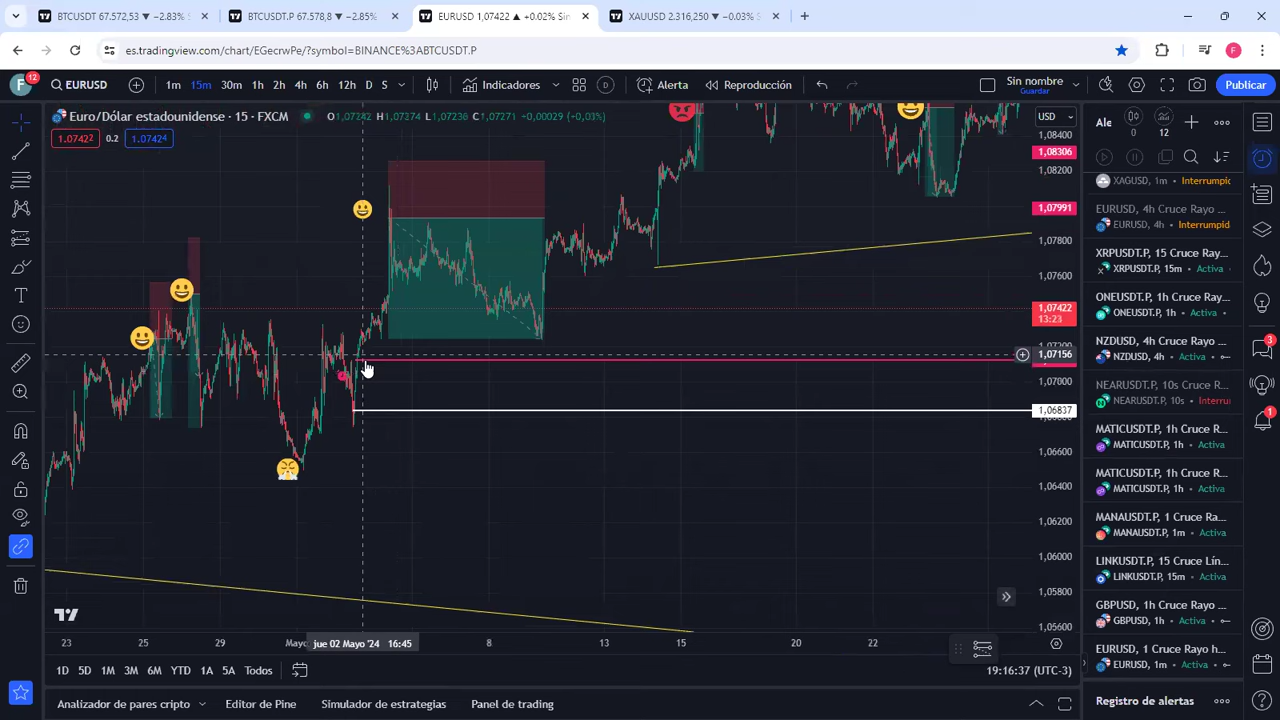 BTCUSDT 67.572,53 ▼ −2.83% S
BTCUSDT.P 67.578,8 ▼ −2.85%
EURUSD 1,07422 ▲ +0.02% Sin
XAUUSD 2.316,250 ▼ −0.03% S
es.tradingview.com/chart/EGecrwPe/?symbol=BINANCE%3ABTCUSDT.P
F
F 12
EURUSD
1m 15m 30m 1h 2h 4h 6h 12h D S
Indicadores
D
Alerta
Reproducción
Sin nombre
Guardar
Publicar
Euro/Dólar estadounidense · 15 · FXCM
O1,07242 H1,07274 L1,07236 C1,07271 +0,00029 (+0,03%)
1.07422 0.2 1.07424
USD
1,08400
1,08306
1,08200
1,07991
1,07800
1,07600
1,07422
13:23
1,07156
1,07000
1,06837
1,06600
1,06400
1,06200
1,06000
1,05800
1,05600
23 25 29 Mayo jue 02 Mayo '24 16:45 8 13 15 20 22
1D 5D 1M 3M 6M YTD 1A 5A Todos
19:16:37 (UTC-3)
Analizador de pares cripto
Editor de Pine
Simulador de estrategias
Panel de trading
Ale
0
12
XAGUSD, 1m • Interrumpid
EURUSD, 4h Cruce Rayo ...
EURUSD, 4h • Interrumpid
XRPUSDT.P, 15 Cruce Ray...
XRPUSDT.P, 15m • Activa
ONEUSDT.P, 1h Cruce Ray...
ONEUSDT.P, 1h • Activa
NZDUSD, 4h Cruce Rayo ...
NZDUSD, 4h • Activa
NEARUSDT, 10s Cruce Ra...
NEARUSDT, 10s • Interru
MATICUSDT.P, 1h Cruce R...
MATICUSDT.P, 1h • Activa
MATICUSDT.P, 1h Cruce R...
MATICUSDT.P, 1h • Activa
MANAUSDT.P, 1 Cruce Ra...
MANAUSDT.P, 1m • Activa
LINKUSDT.P, 15 Cruce Lín...
LINKUSDT.P, 15m • Activa
GBPUSD, 1h Cruce Rayo ...
GBPUSD, 1h • Activa
EURUSD, 1 Cruce Rayo h...
EURUSD, 1m • Activa
Registro de alertas
3